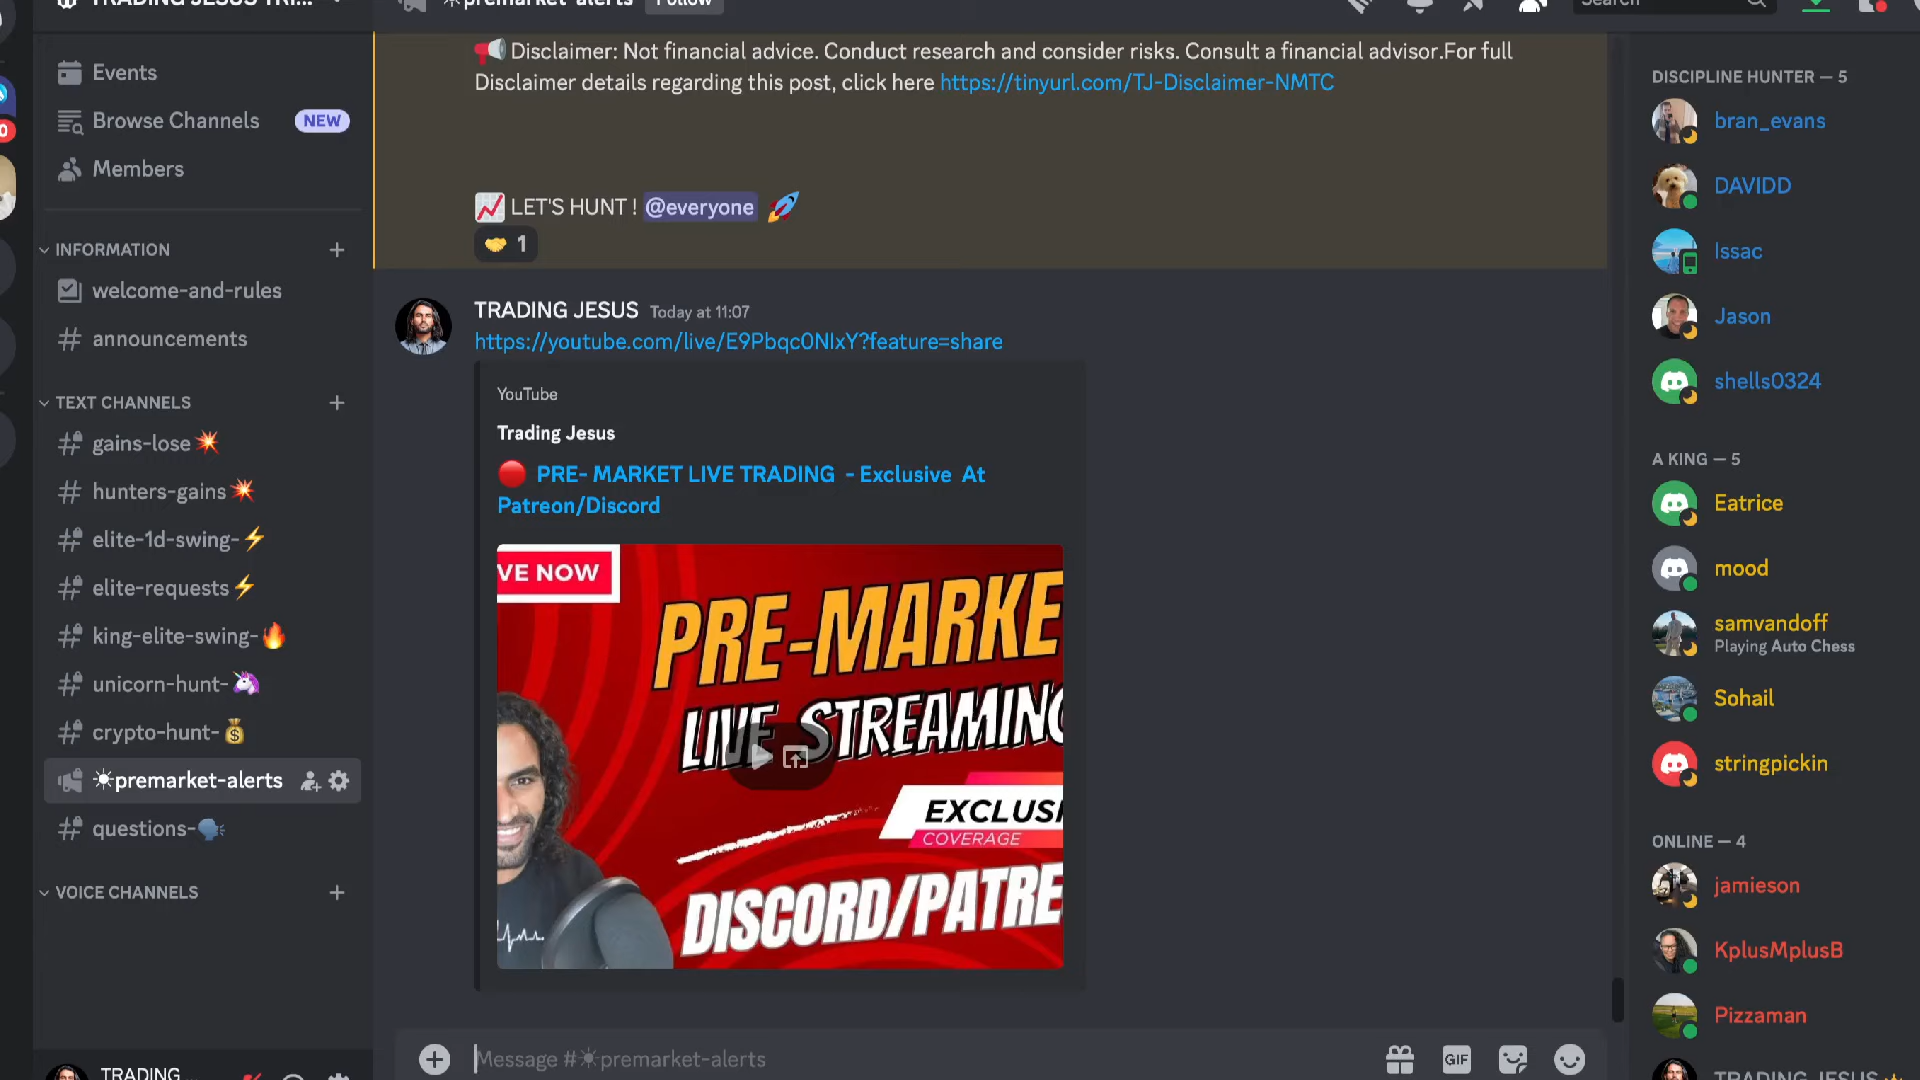 TRADING JESUS TRI...
☀premarket-alerts
Follow
Search
Events
Browse Channels NEW
Members
INFORMATION
welcome-and-rules
announcements
TEXT CHANNELS
gains-lose💥
hunters-gains💥
elite-1d-swing-⚡
elite-requests⚡
king-elite-swing-🔥
unicorn-hunt-🦄
crypto-hunt-💰
☀premarket-alerts
questions-🗣️
VOICE CHANNELS
TRADING
📢 Disclaimer: Not financial advice. Conduct research and consider risks. Consult a financial advisor.For full
Disclaimer details regarding this post, click here https://tinyurl.com/TJ-Disclaimer-NMTC
📈 LET'S HUNT ! @everyone 🚀
🤝 1
TRADING JESUS Today at 11:07
https://youtube.com/live/E9Pbqc0NIxY?feature=share
YouTube
Trading Jesus
🔴 PRE- MARKET LIVE TRADING - Exclusive At
Patreon/Discord
VE NOW
PRE-MARKE
LIVE STREAMING
EXCLUSI
COVERAGE
DISCORD/PATRE
Message #☀premarket-alerts
GIF
DISCIPLINE HUNTER — 5
bran_evans
DAVIDD
Issac
Jason
shells0324
A KING — 5
Eatrice
mood
samvandoff
Playing Auto Chess
Sohail
stringpickin
ONLINE — 4
jamieson
KplusMplusB
Pizzaman
TRADING JESUS